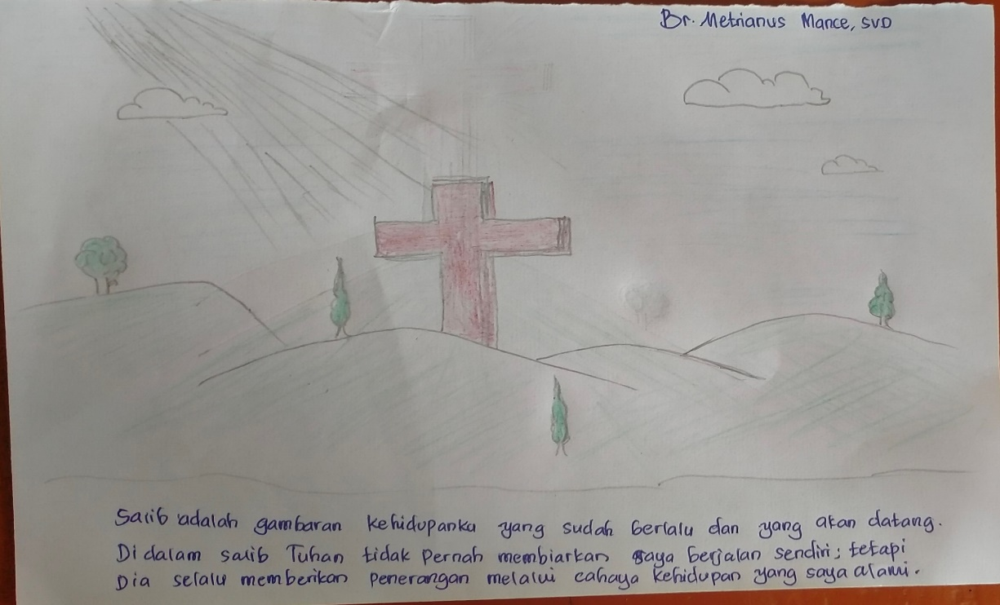 Br. Metrianus Mance, SVD
Salib adalah gambaran kehidupanku yang sudah berlalu dan yang akan datang.
Di dalam salib Tuhan tidak pernah membiarkan saya berjalan sendiri; tetapi
Dia selalu memberikan penerangan melalui cahaya kehidupan yang saya alami.